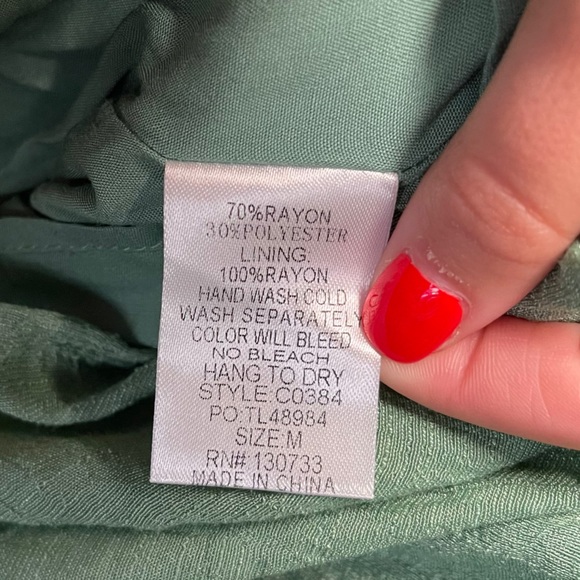 70%RAYON
30%POLYESTER
LINING:
100%RAYON
HAND WASH COLD
WASH SEPARATELY
COLOR WILL BLEED
NO BLEACH
HANG TO DRY
STYLE:C0384
PO:TL48984
SIZE:M
RN#: 130733
MADE IN CHINA